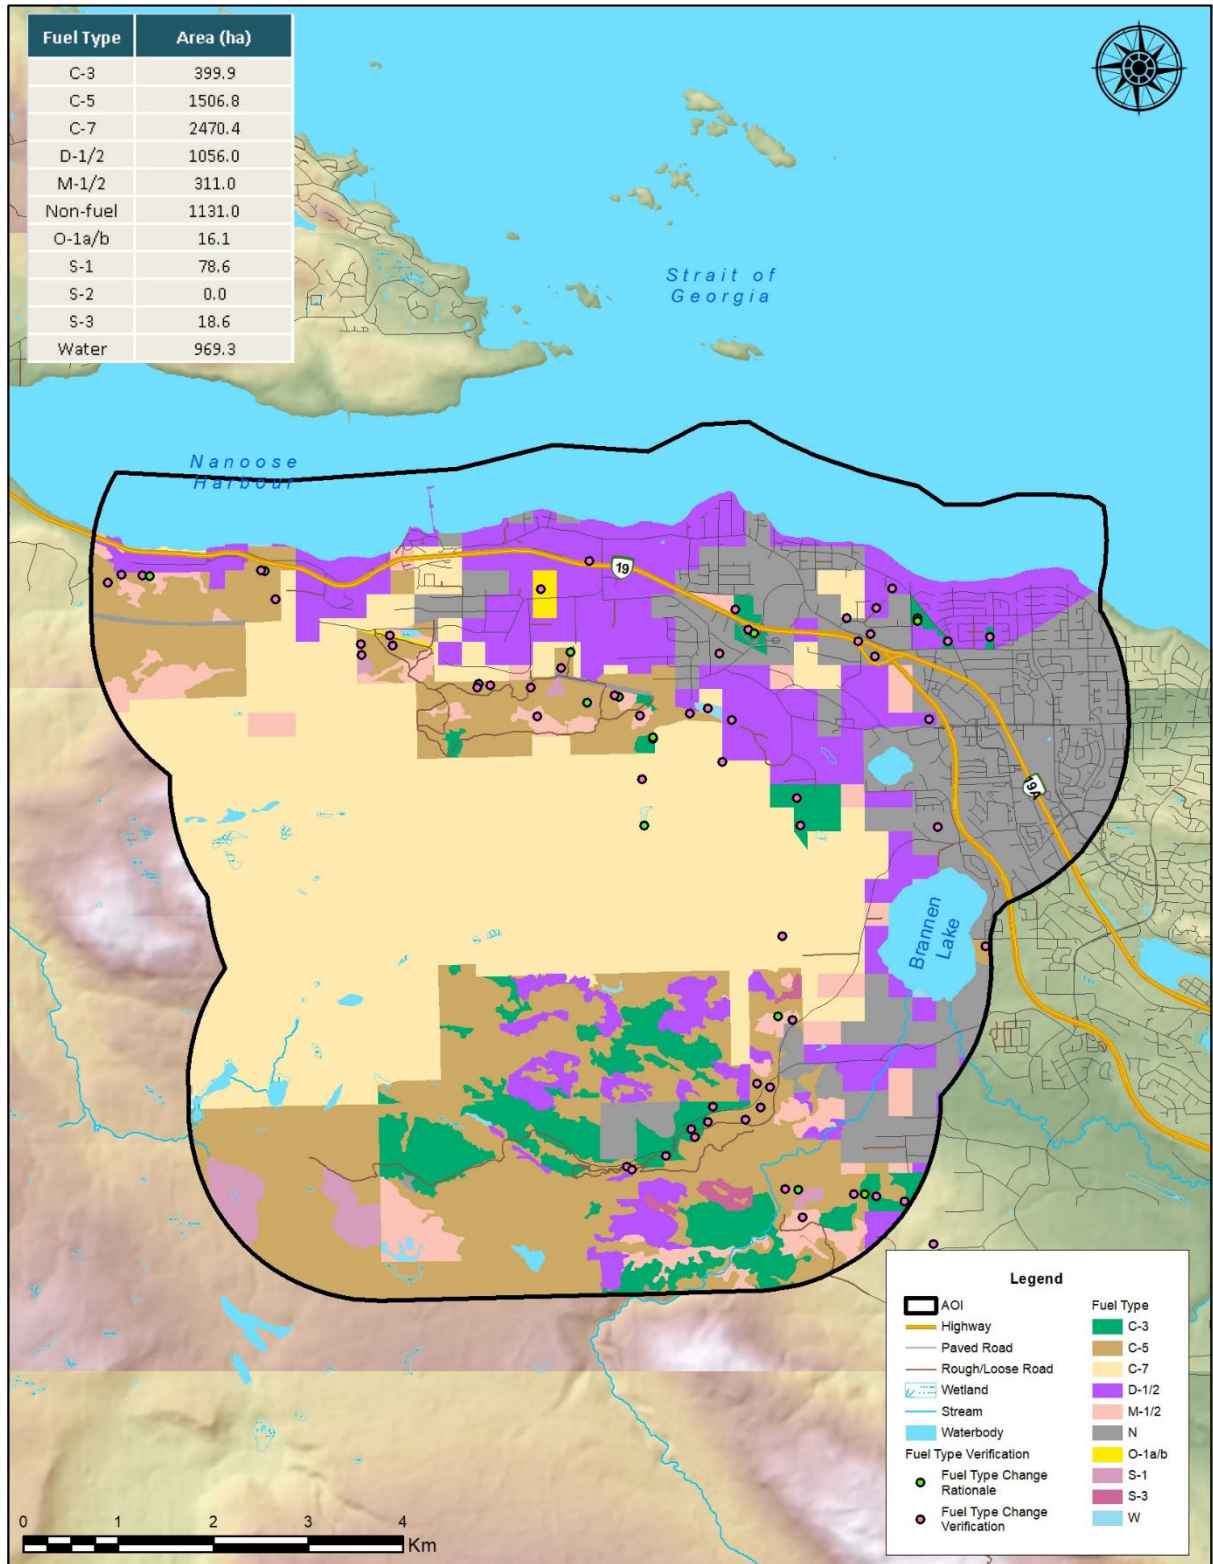 Fuel Type Area (ha)
C-3 399.9
C-5 1506.8
C-7 2470.4
D-1/2 1056.0
M-1/2 311.0
Non-fuel 1131.0
O-1a/b 16.1
S-1 78.6
S-2 0.0
S-3 18.6
Water 969.3
Strait of
Georgia
Nanoose
Harbour
19
19A
Brannen
Lake
Legend
AOI
Highway
Paved Road
Rough/Loose Road
Wetland
Stream
Waterbody
Fuel Type Verification
Fuel Type Change
Rationale
Fuel Type Change
Verification
Fuel Type
C-3
C-5
C-7
D-1/2
M-1/2
N
O-1a/b
S-1
S-3
W
0 1 2 3 4
Km